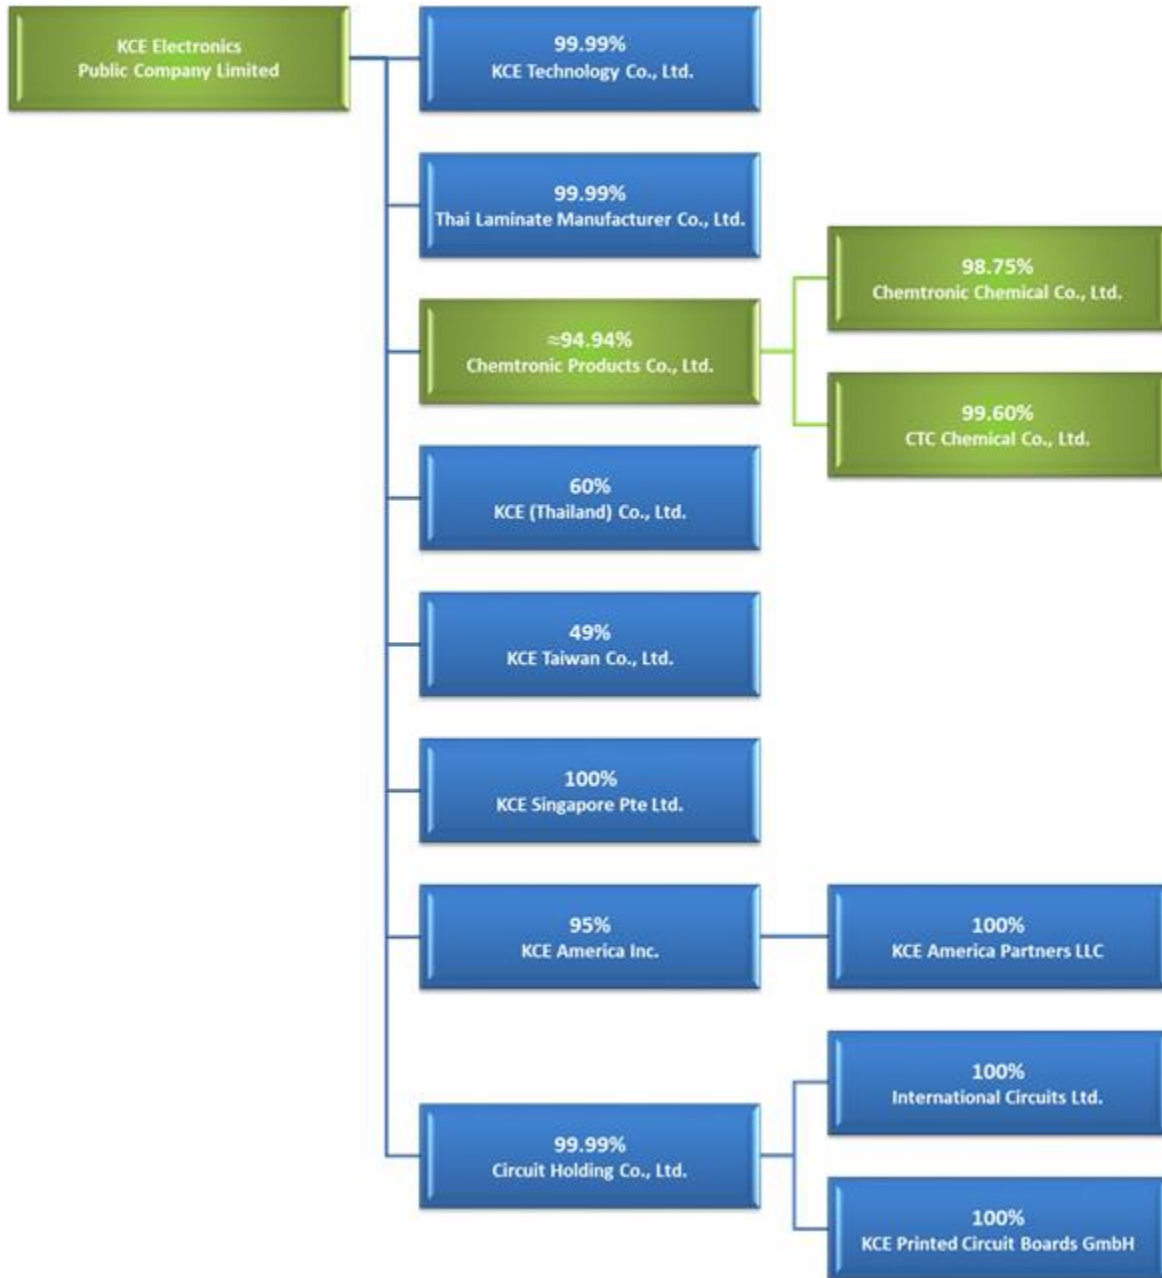 KCE Electronics
Public Company Limited
99.99%
KCE Technology Co., Ltd.
99.99%
Thai Laminate Manufacturer Co., Ltd.
≈94.94%
Chemtronic Products Co., Ltd.
98.75%
Chemtronic Chemical Co., Ltd.
99.60%
CTC Chemical Co., Ltd.
60%
KCE (Thailand) Co., Ltd.
49%
KCE Taiwan Co., Ltd.
100%
KCE Singapore Pte Ltd.
95%
KCE America Inc.
100%
KCE America Partners LLC
99.99%
Circuit Holding Co., Ltd.
100%
International Circuits Ltd.
100%
KCE Printed Circuit Boards GmbH